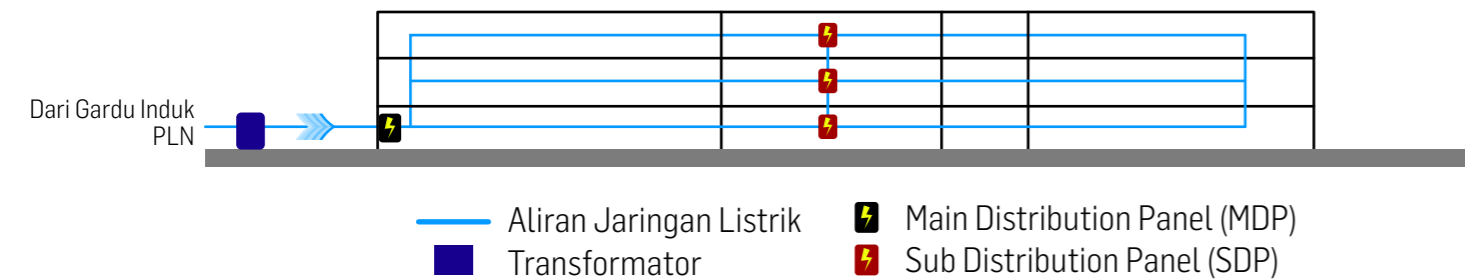 Dari Gardu Induk
PLN
Aliran Jaringan Listrik
Transformator
Main Distribution Panel (MDP)
Sub Distribution Panel (SDP)